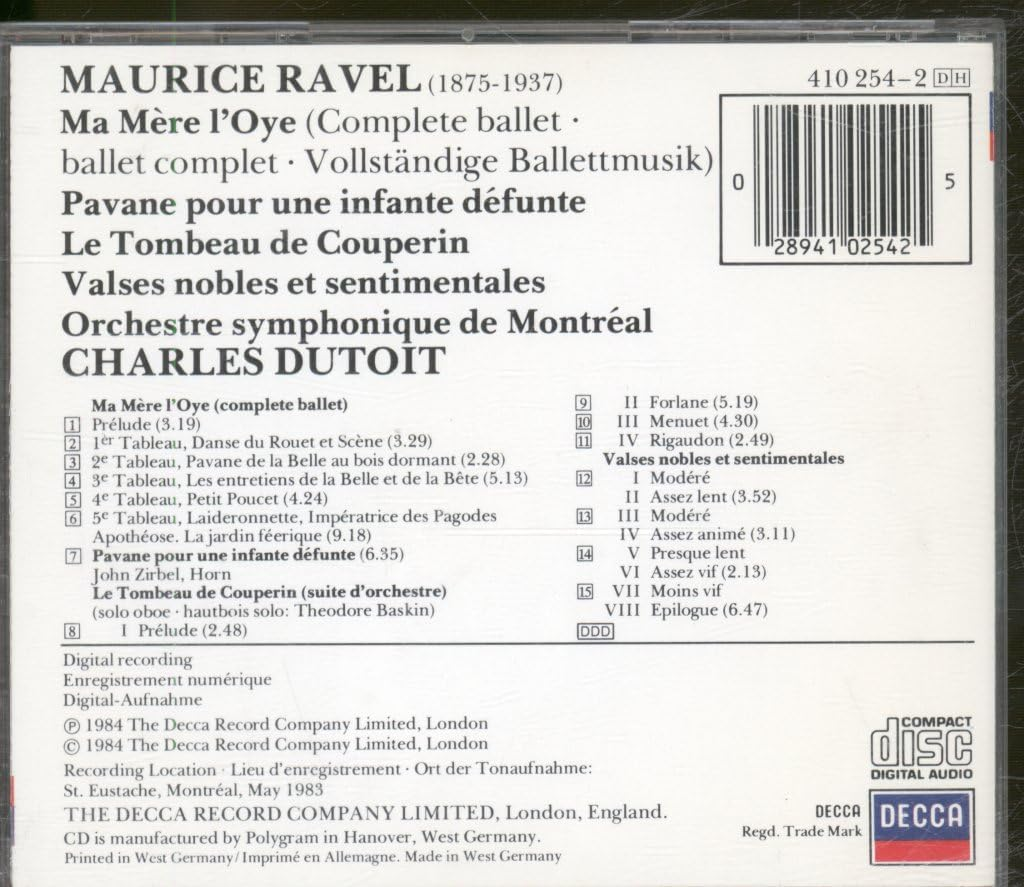 MAURICE RAVEL (1875-1937)
410 254-2 DH
Ma Mère l'Oye (Complete ballet ·
ballet complet · Vollständige Ballettmusik)
Pavane pour une infante défunte
Le Tombeau de Couperin
Valses nobles et sentimentales
Orchestre symphonique de Montréal
CHARLES DUTOIT
0 28941 02542 5
Ma Mère l'Oye (complete ballet)
1 Prélude (3.19)
2 1er Tableau, Danse du Rouet et Scène (3.29)
3 2e Tableau, Pavane de la Belle au bois dormant (2.28)
4 3e Tableau, Les entretiens de la Belle et de la Bête (5.13)
5 4e Tableau, Petit Poucet (4.24)
6 5e Tableau, Laideronnette, Impératrice des Pagodes
Apothéose. La jardin féerique (9.18)
7 Pavane pour une infante défunte (6.35)
John Zirbel, Horn
Le Tombeau de Couperin (suite d'orchestre)
(solo oboe · hautbois solo: Theodore Baskin)
8 I Prélude (2.48)
9 II Forlane (5.19)
10 III Menuet (4.30)
11 IV Rigaudon (2.49)
Valses nobles et sentimentales
12 I Modéré
II Assez lent (3.52)
13 III Modéré
IV Assez animé (3.11)
14 V Presque lent
VI Assez vif (2.13)
15 VII Moins vif
VIII Epilogue (6.47)
DDD
Digital recording
Enregistrement numérique
Digital-Aufnahme
℗ 1984 The Decca Record Company Limited, London
© 1984 The Decca Record Company Limited, London
Recording Location · Lieu d'enregistrement · Ort der Tonaufnahme:
St. Eustache, Montréal, May 1983
THE DECCA RECORD COMPANY LIMITED, London, England.
CD is manufactured by Polygram in Hanover, West Germany.
Printed in West Germany/Imprimé en Allemagne. Made in West Germany
COMPACT
disc
DIGITAL AUDIO
DECCA
Regd. Trade Mark
DECCA